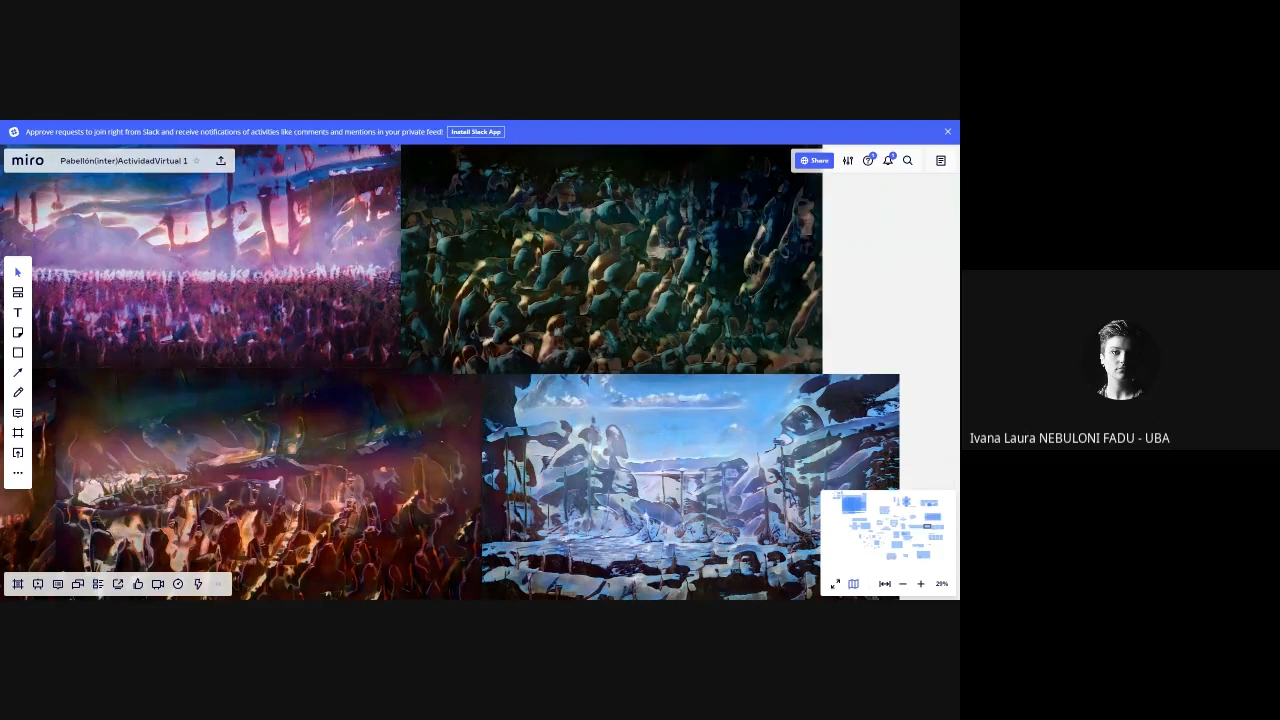 Approve requests to join right from Slack and receive notifications of activities like comments and mentions in your private feed! Install Slack App
miro Pabellón(inter)ActividadVirtual 1
Share
Ivana Laura NEBULONI FADU - UBA
29%